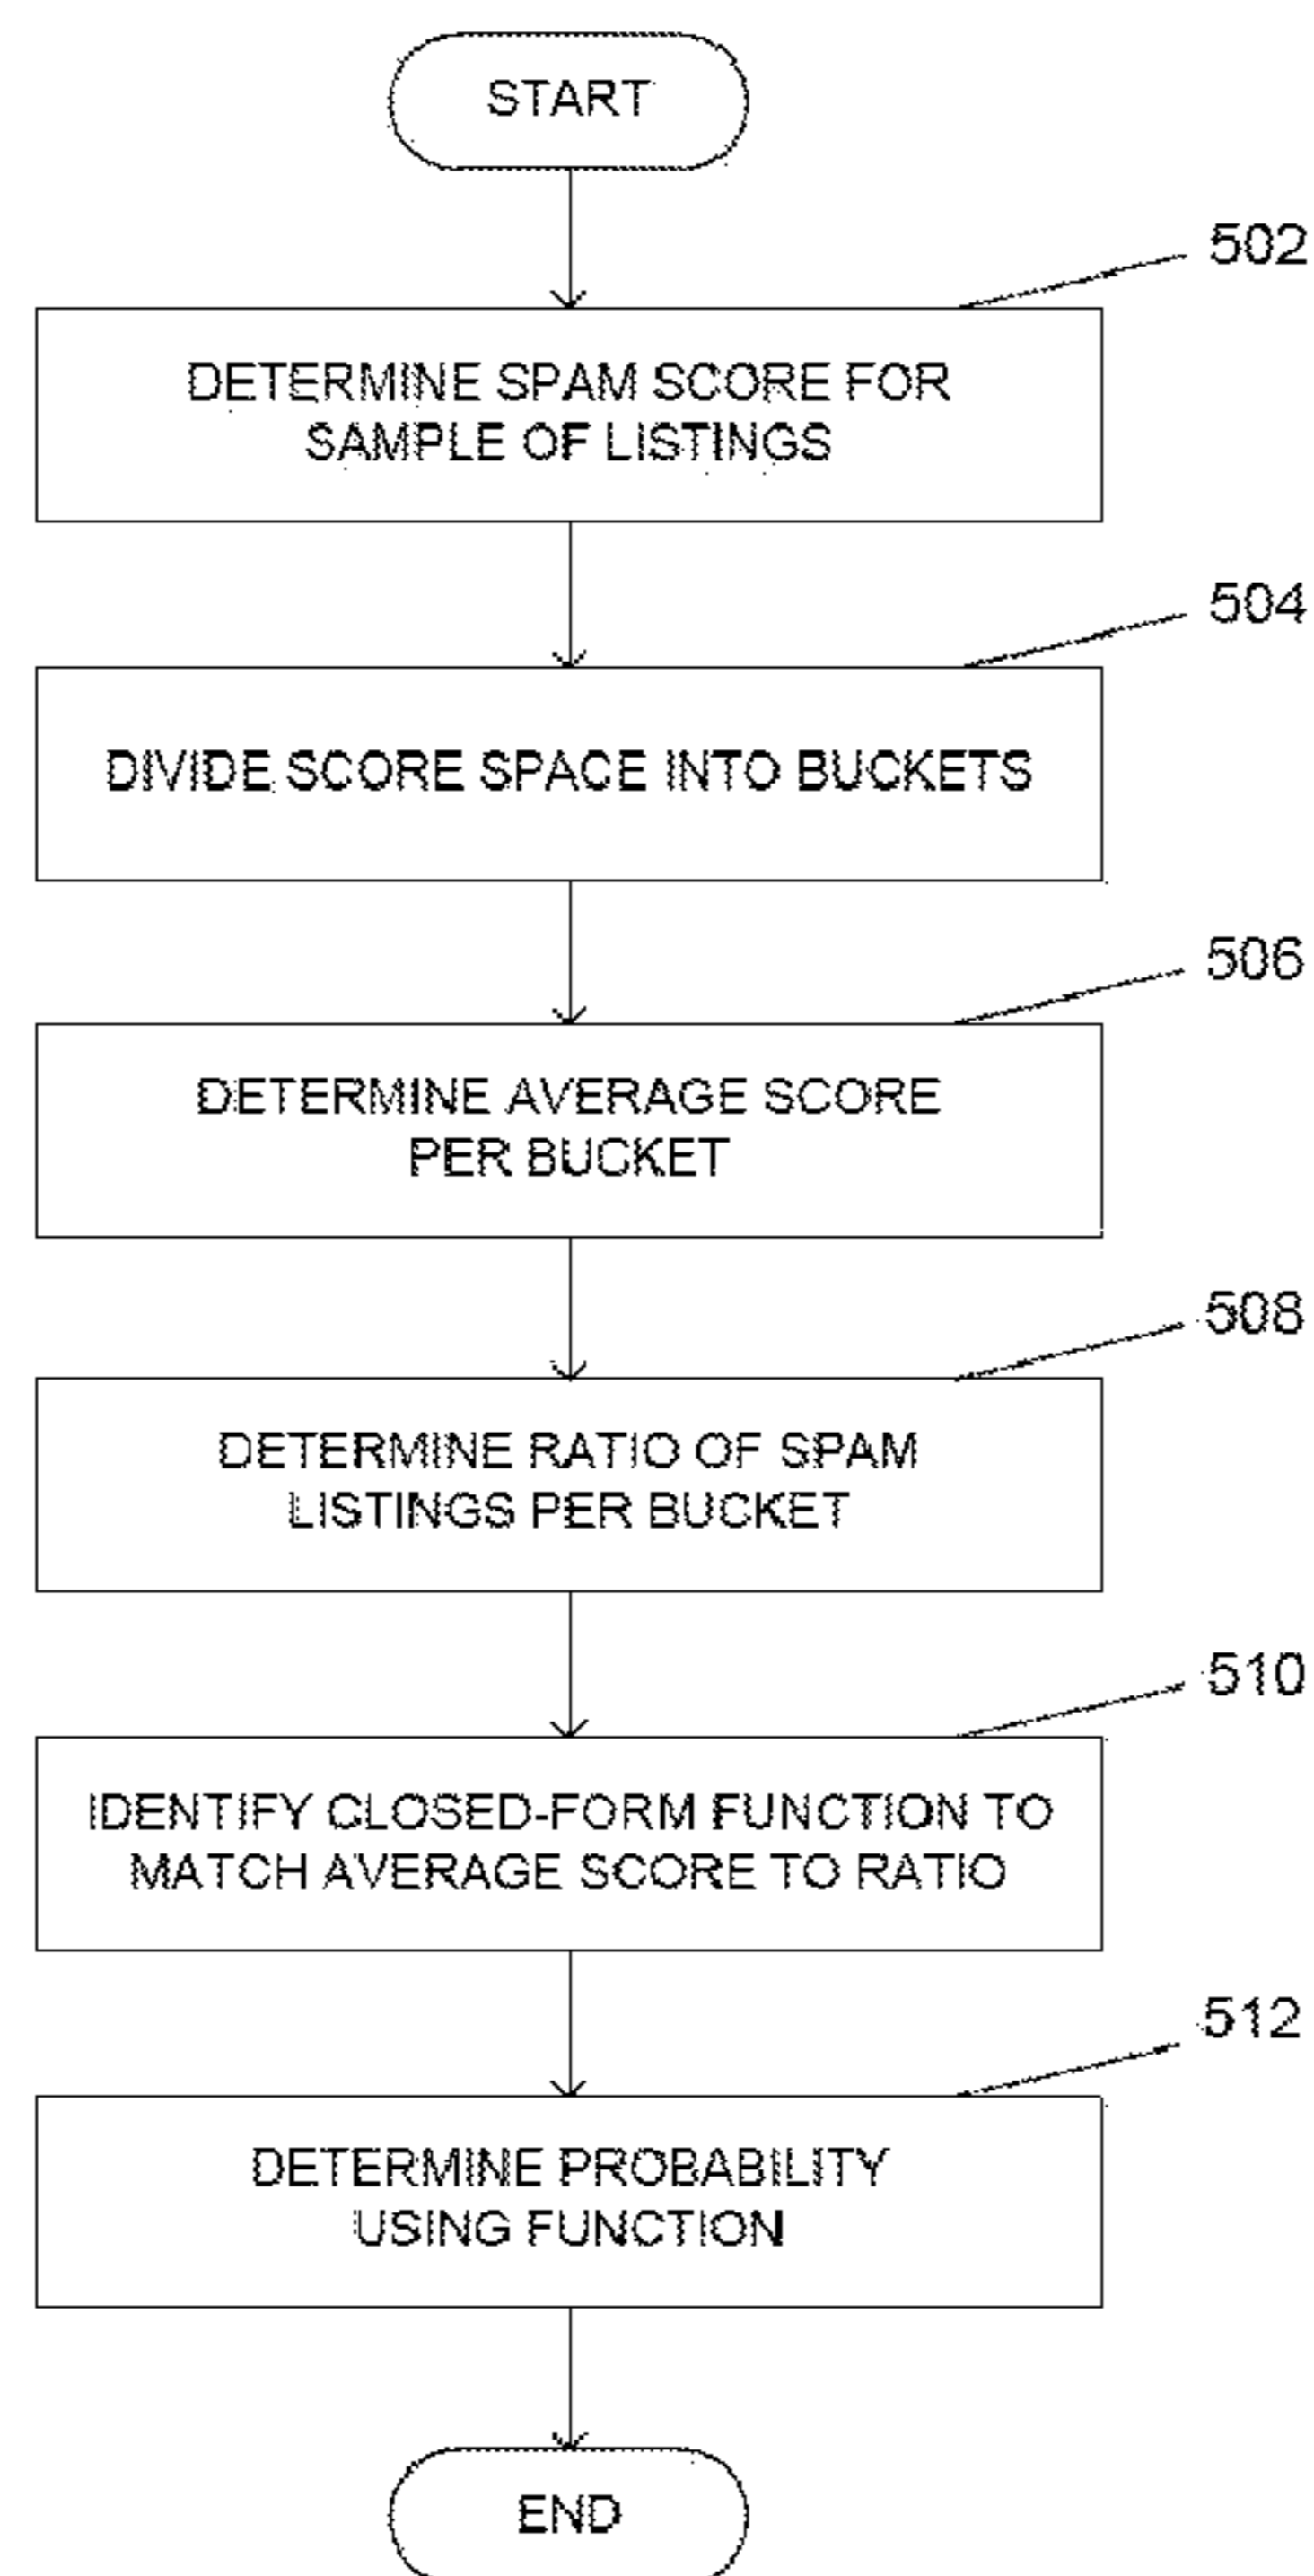 START
502
DETERMINE SPAM SCORE FOR
SAMPLE OF LISTINGS
504
DIVIDE SCORE SPACE INTO BUCKETS
506
DETERMINE AVERAGE SCORE
PER BUCKET
508
DETERMINE RATIO OF SPAM
LISTINGS PER BUCKET
510
IDENTIFY CLOSED-FORM FUNCTION TO
MATCH AVERAGE SCORE TO RATIO
512
DETERMINE PROBABILITY
USING FUNCTION
END